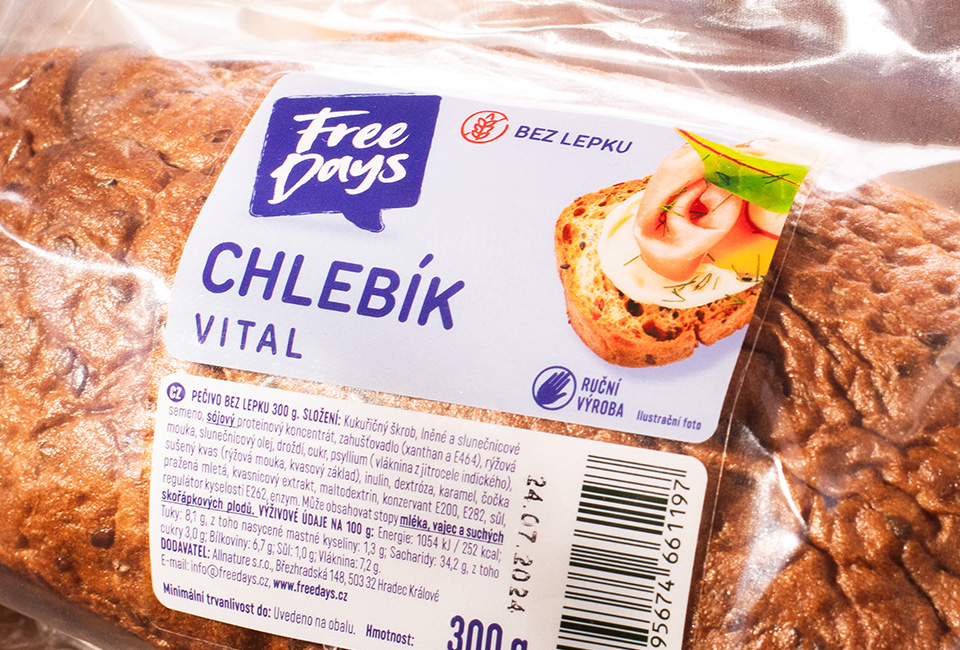 Free
Days
BEZ LEPKU
CHLEBÍK
VITAL
RUČNÍ
VÝROBA
Ilustrační foto
CZ PEČIVO BEZ LEPKU 300 g. SLOŽENÍ: Kukuřičný škrob, lněné a slunečnicové
semeno, sójový proteinový koncentrát, zahušťovadlo (xanthan a E464), rýžová
mouka, slunečnicový olej, droždí, cukr, psyllium (vláknina z jitrocele indického),
sušený kvas (rýžová mouka, kvasový základ), inulin, dextróza, karamel, čočka
pražená mletá, kvasnicový extrakt, maltodextrin, konzervant E200, E282, sůl,
regulátor kyselosti E262, enzym. Může obsahovat stopy mléka, vajec a suchých
skořápkových plodů. VÝŽIVOVÉ ÚDAJE NA 100 g: Energie: 1054 kJ / 252 kcal;
Tuky: 8,1 g, z toho nasycené mastné kyseliny: 1,3 g; Sacharidy: 34,2 g, z toho
cukry 3,0 g; Bílkoviny: 6,7 g; Sůl: 1,0 g; Vláknina: 7,2 g.
DODAVATEL: Allnature s.r.o., Březhradská 148, 503 32 Hradec Králové
E-mail: info@freedays.cz, www.freedays.cz
Minimální trvanlivost do: Uvedeno na obalu. Hmotnost:
300 g
24.07.2024
95674 661197